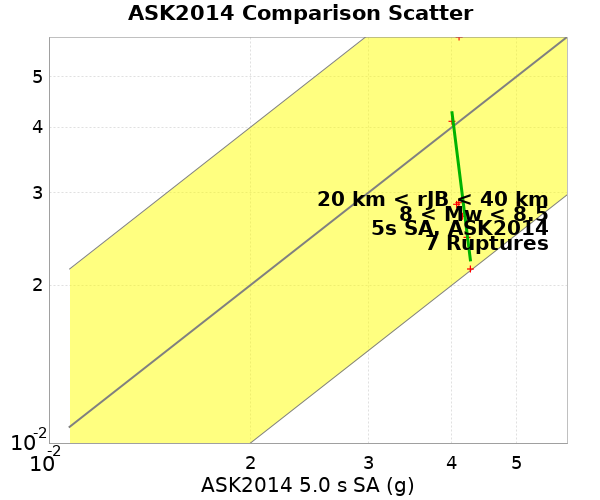 ASK2014 Comparison Scatter
5
4
3
2
10-2
20 km < rJB < 40 km
8 < Mw < 8.5
5s SA, ASK2014
7 Ruptures
10-2
2
3
4
5
ASK2014 5.0 s SA (g)